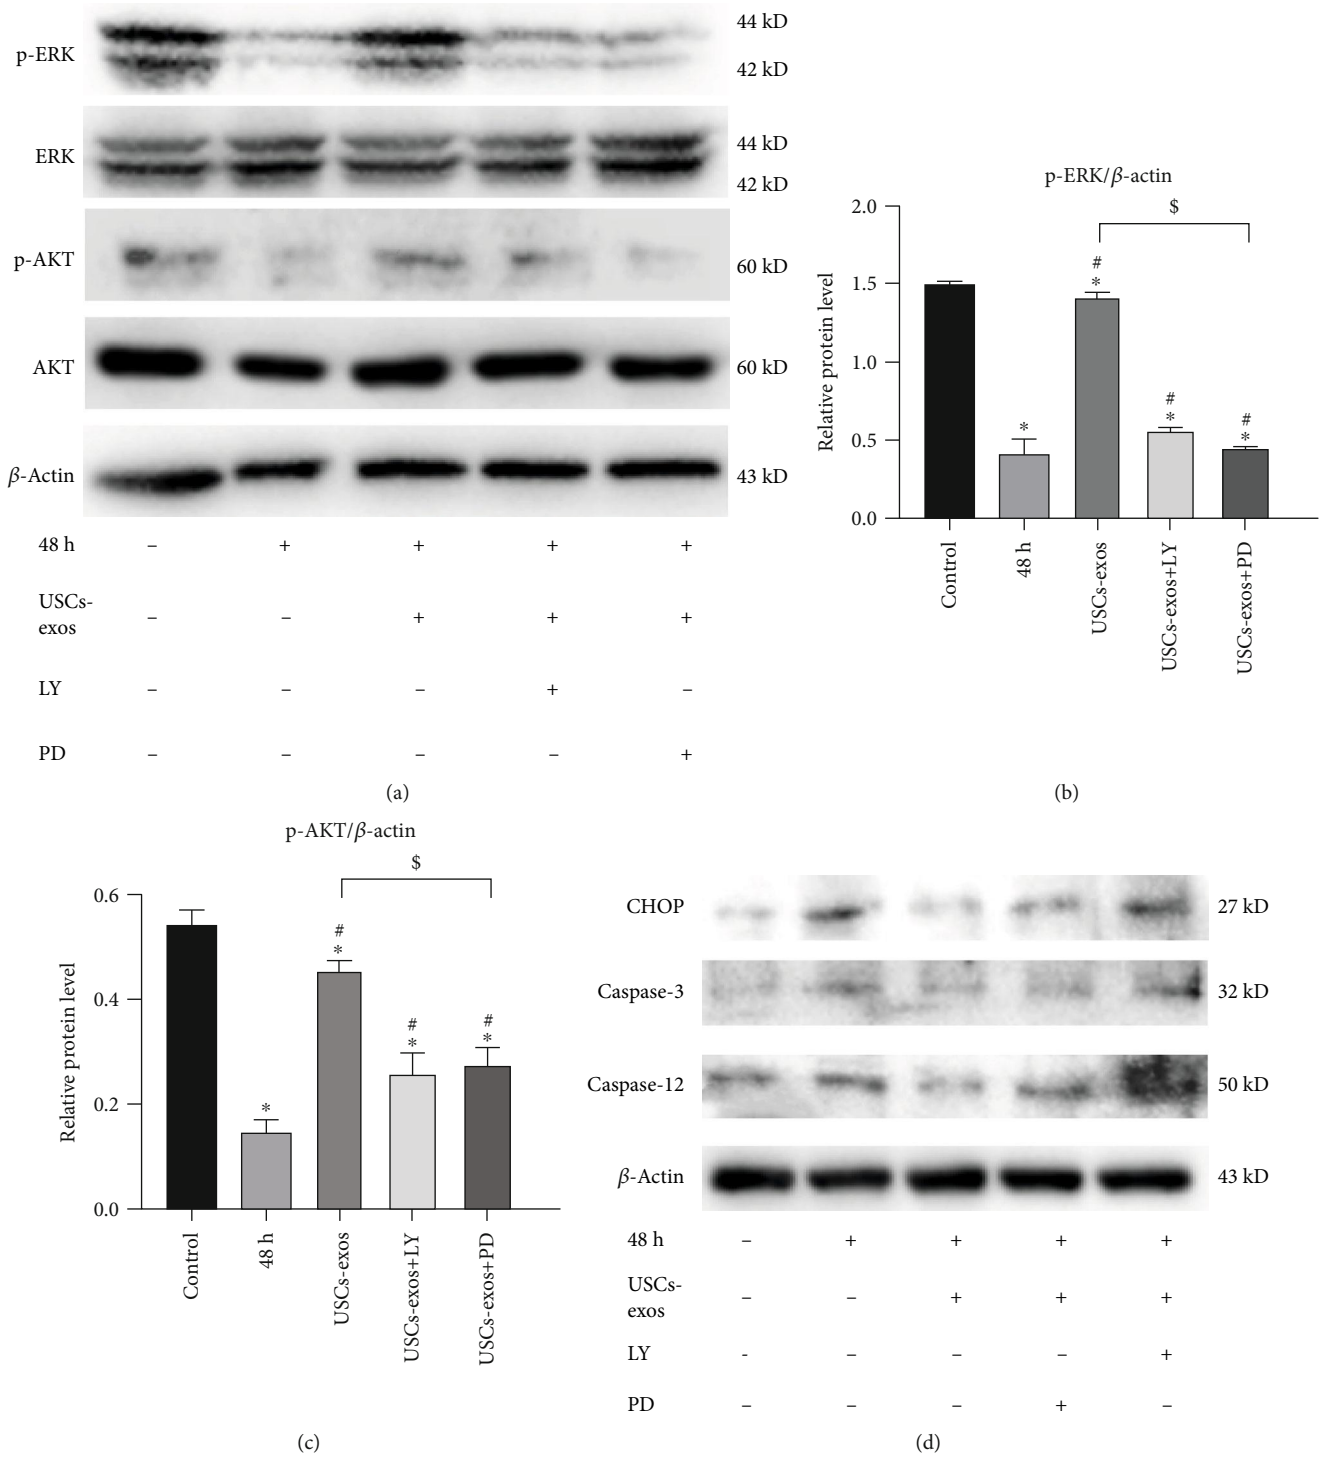 p-ERK
44 kD
42 kD
ERK
44 kD
42 kD
p-AKT
60 kD
AKT
60 kD
β-Actin
43 kD
48 h – + + + +
USCs-
exos
– – + + +
LY – – – + –
PD – – – – +
(a)
p-ERK/β-actin
Relative protein level
2.0
1.5
1.0
0.5
0.0
$
#
*
*
#
*
#
*
Control
48 h
USCs-exos
USCs-exos+LY
USCs-exos+PD
(b)
p-AKT/β-actin
Relative protein level
0.6
0.4
0.2
0.0
$
#
*
*
#
*
#
*
Control
48 h
USCs-exos
USCs-exos+LY
USCs-exos+PD
(c)
CHOP
27 kD
Caspase-3
32 kD
Caspase-12
50 kD
β-Actin
43 kD
48 h – + + + +
USCs-
exos
– – + + +
LY - – – – +
PD – – – + –
(d)